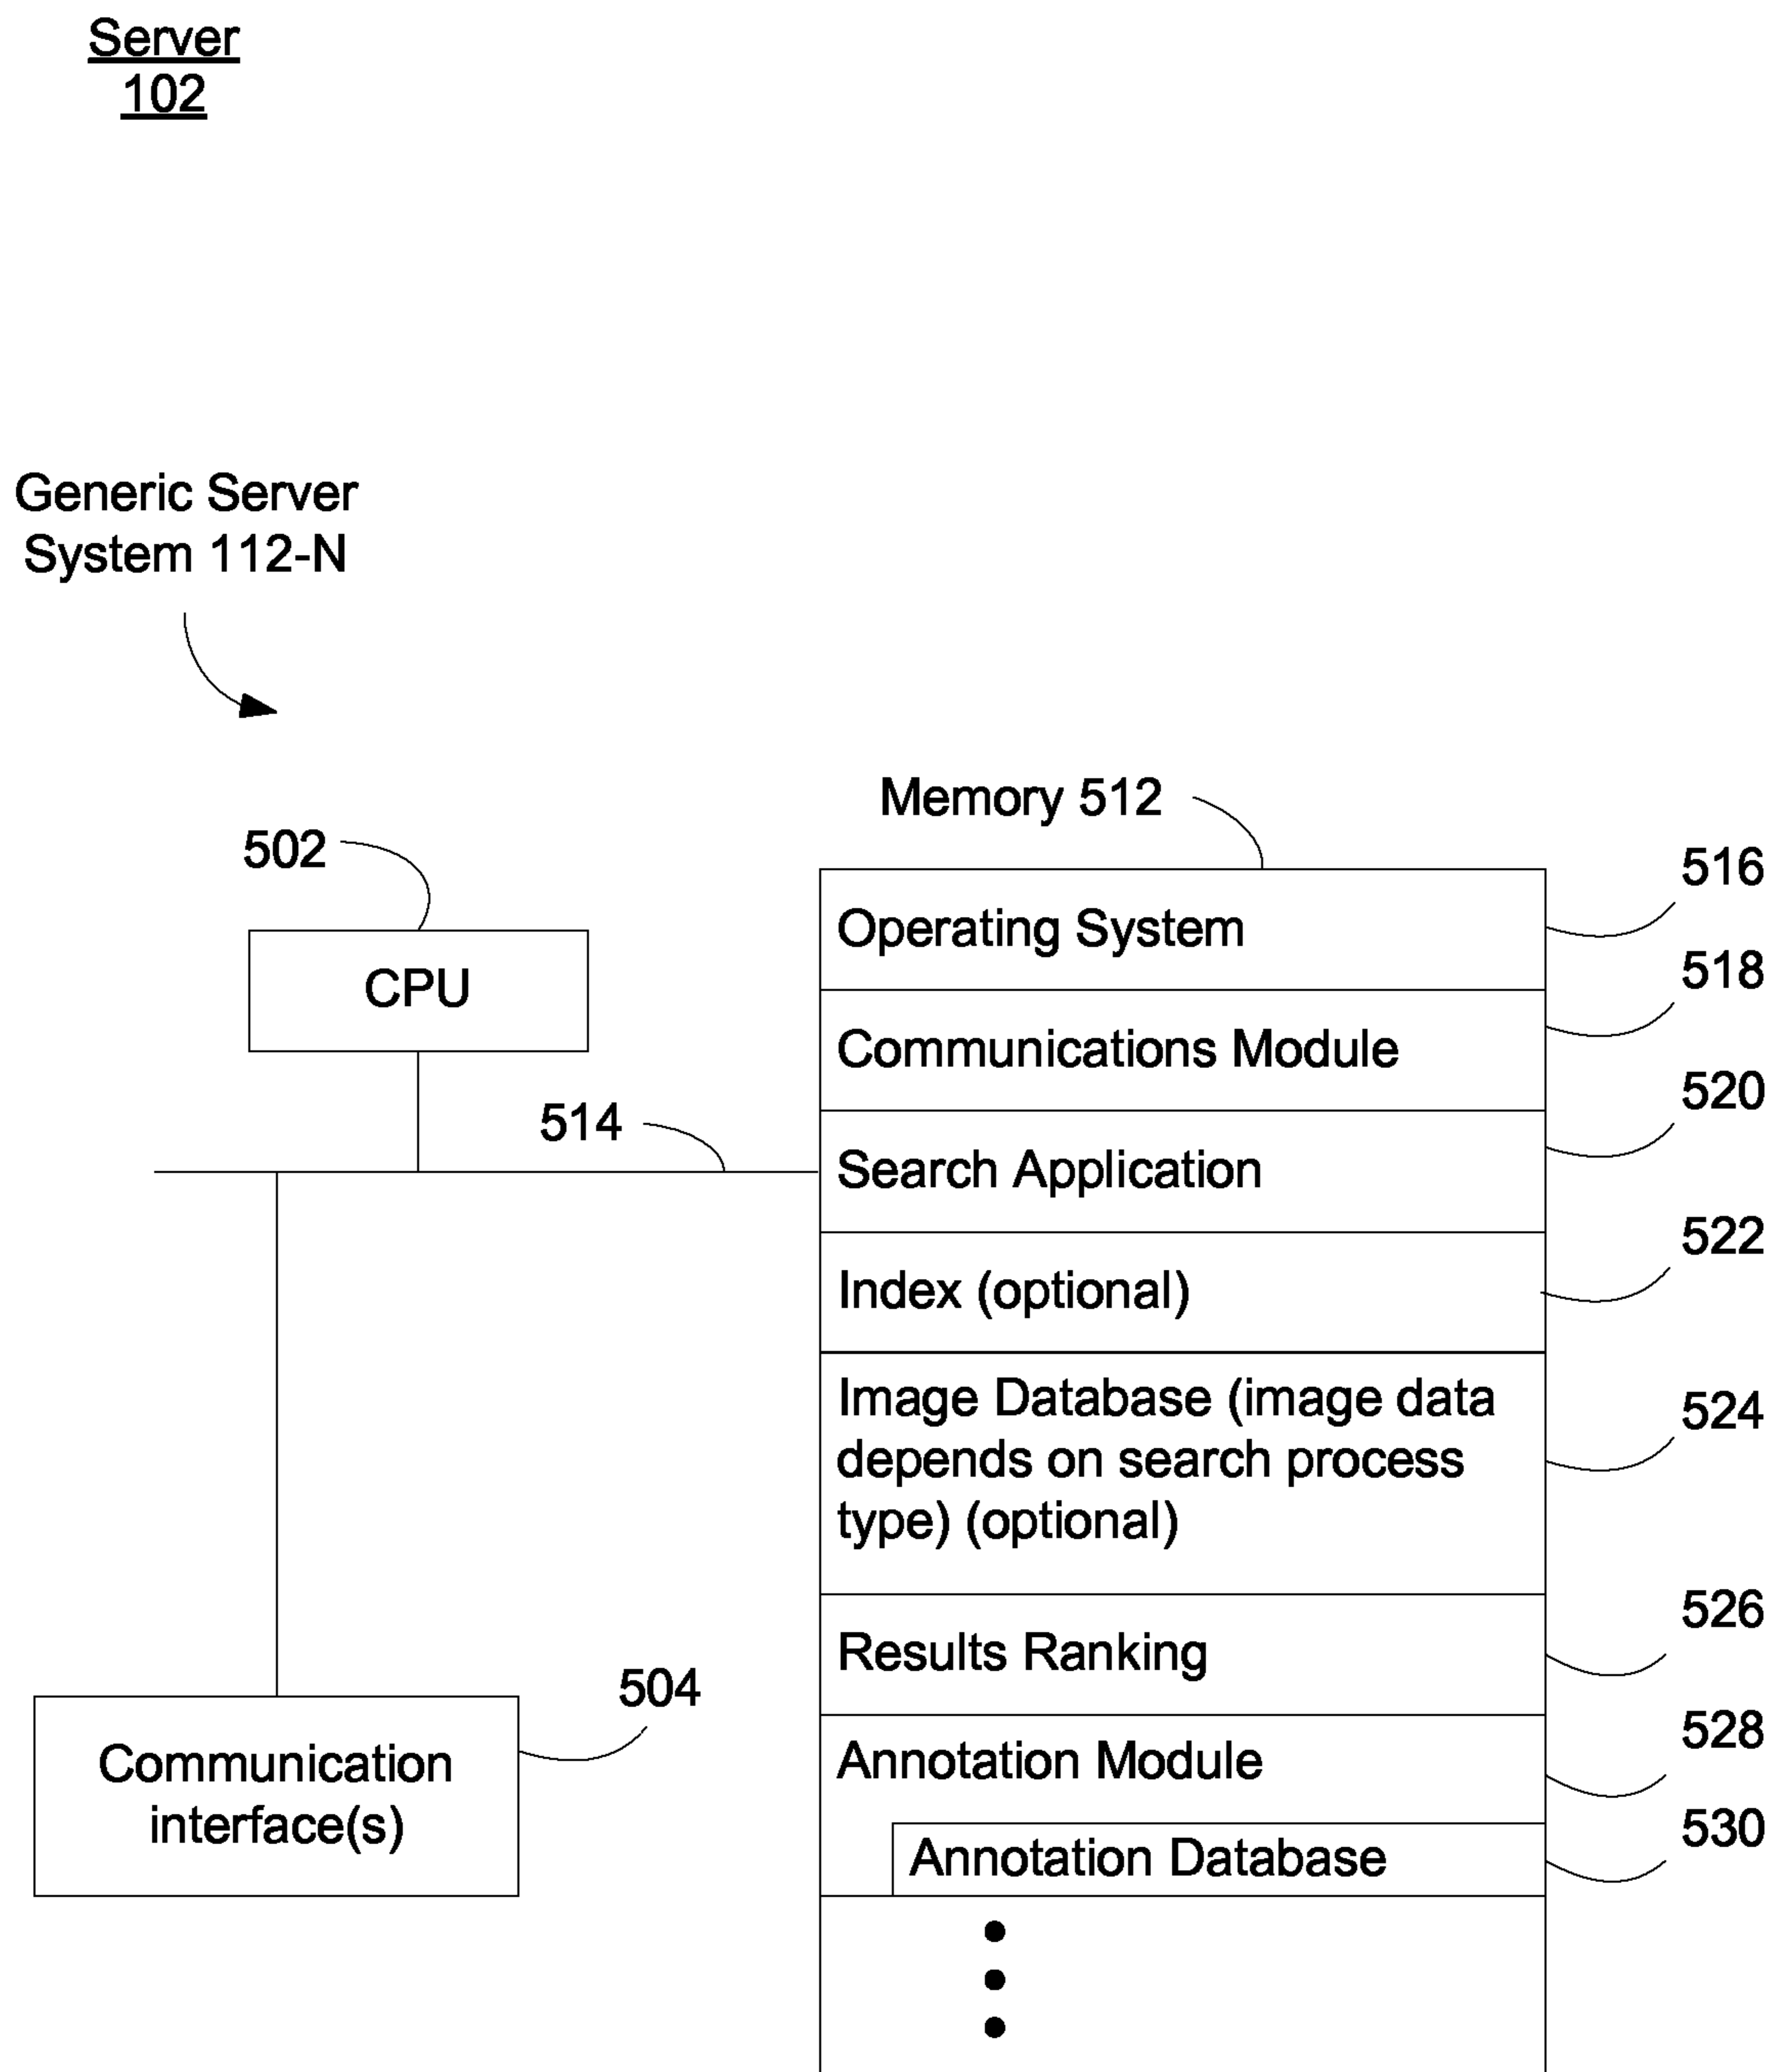 Server
102
Generic Server
System 112-N
Memory 512
502
516
Operating System
CPU
518
Communications Module
514
520
Search Application
522
Index (optional)
Image Database (image data
depends on search process
type) (optional)
524
526
Results Ranking
504
528
Communication
interface(s)
Annotation Module
530
Annotation Database